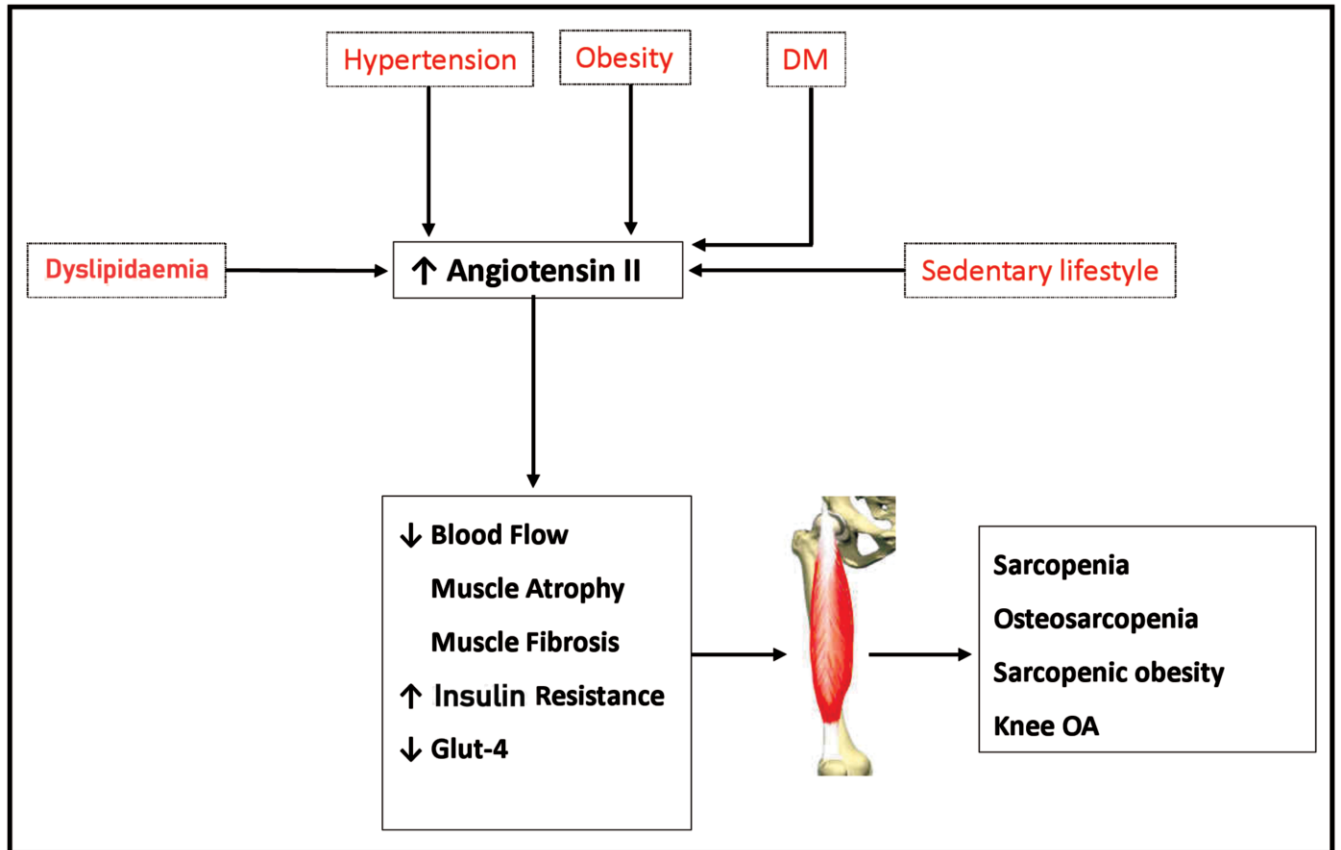 Hypertension
Obesity
DM
Dyslipidaemia
↑ Angiotensin II
Sedentary lifestyle
↓ Blood Flow
Muscle Atrophy
Muscle Fibrosis
↑ Insulin Resistance
↓ Glut-4
Sarcopenia
Osteosarcopenia
Sarcopenic obesity
Knee OA